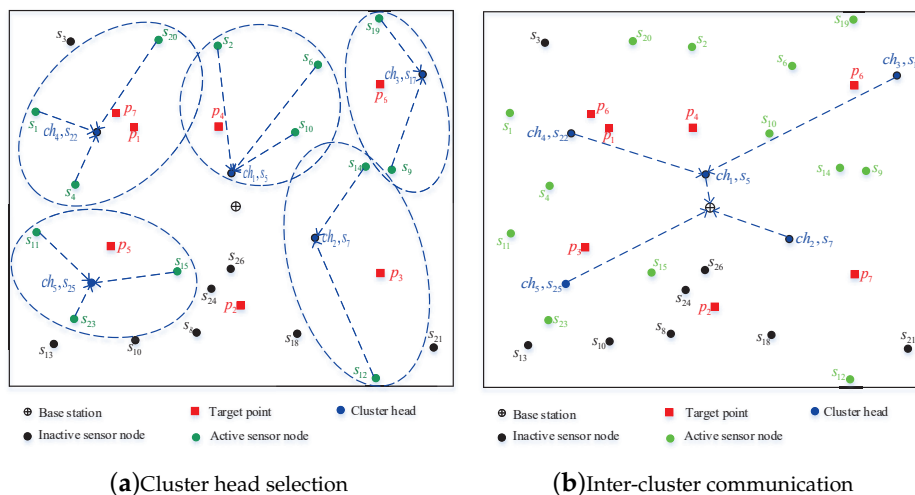 s3
s20
s2
s6
s19
ch3, s17
p6
s1
ch4, s22
p7
p1
p4
s10
s4
ch1, s5
s14
s9
s11
p5
ch5, s25
s15
s23
ch2, s7
p3
s26
s24
p2
s13
s10
s8
s18
s21
s12
Base station
Target point
Cluster head
Inactive sensor node
Active sensor node
(a)Cluster head selection
s3
s20
s2
s6
s19
ch3, s
p6
s1
ch4, s22
p6
p1
p4
s10
s4
ch1, s5
s14
s9
s11
p3
ch5, s25
s15
s23
ch2, s7
p7
s26
s24
p2
s13
s10
s8
s18
s21
s12
Base station
Target point
Cluster head
Inactive sensor node
Active sensor node
(b)Inter-cluster communication